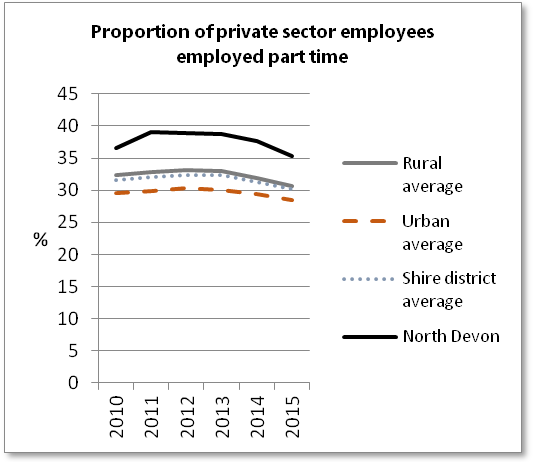 Proportion of private sector employees
employed part time
45
40
35
30
25
20
15
10
5
0
%
2010
2011
2012
2013
2014
2015
Rural
average
Urban
average
Shire district
average
North Devon